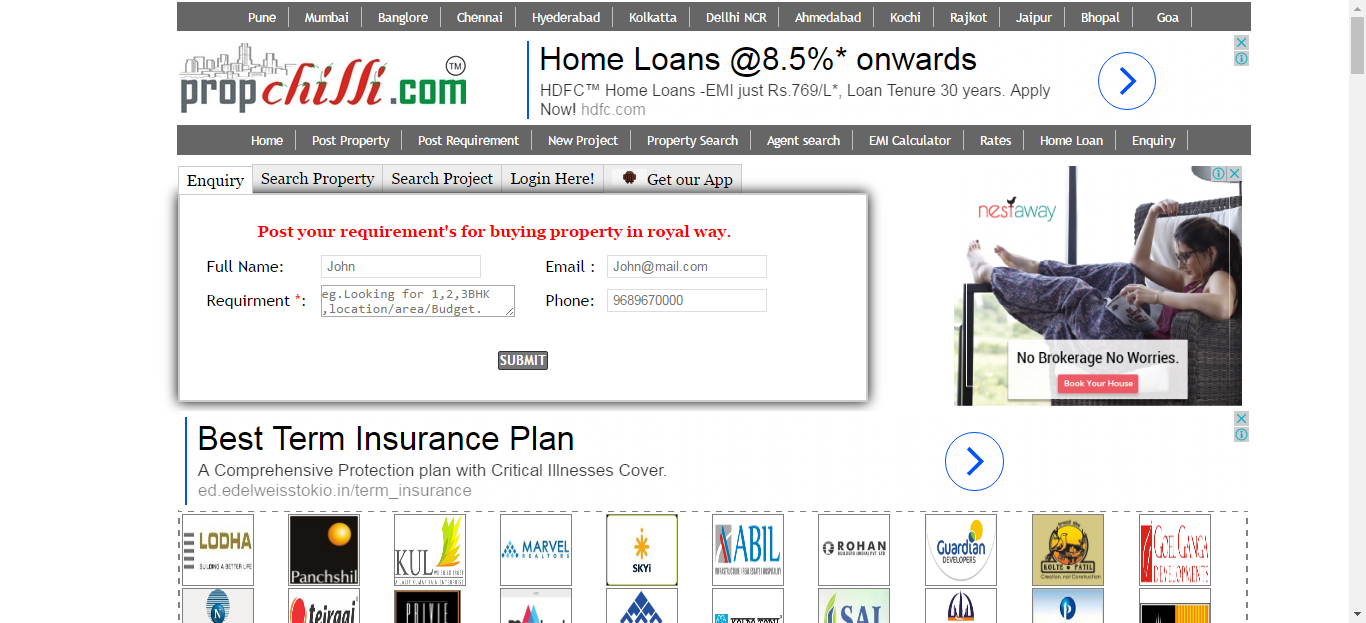 Pune Mumbai Banglore Chennai Hyederabad Kolkatta Dellhi NCR Ahmedabad Kochi Rajkot Jaipur Bhopal Goa
propchilli.com TM
Home Loans @8.5%* onwards
HDFC™ Home Loans -EMI just Rs.769/L*, Loan Tenure 30 years. Apply
Now! hdfc.com
Home Post Property Post Requirement New Project Property Search Agent search EMI Calculator Rates Home Loan Enquiry
Enquiry Search Property Search Project Login Here! Get our App
Post your requirement's for buying property in royal way.
Full Name: John Email : John@mail.com
Requirment *: eg.Looking for 1,2,3BHK
,location/area/Budget.
Phone: 9689670000
SUBMIT
nestaway
No Brokerage No Worries.
Book Your House
Best Term Insurance Plan
A Comprehensive Protection plan with Critical Illnesses Cover.
ed.edelweisstokio.in/term_insurance
LODHA
BUILDING A BETTER LIFE
Panchshil
KUL
MARVEL
REALTORS
SKYi
ABIL
ROHAN
Guardian
DEVELOPERS
KOLTE PATIL
Creation, not Construction
GOEL GANGA
DEVELOPMENTS
N
PRIVIE